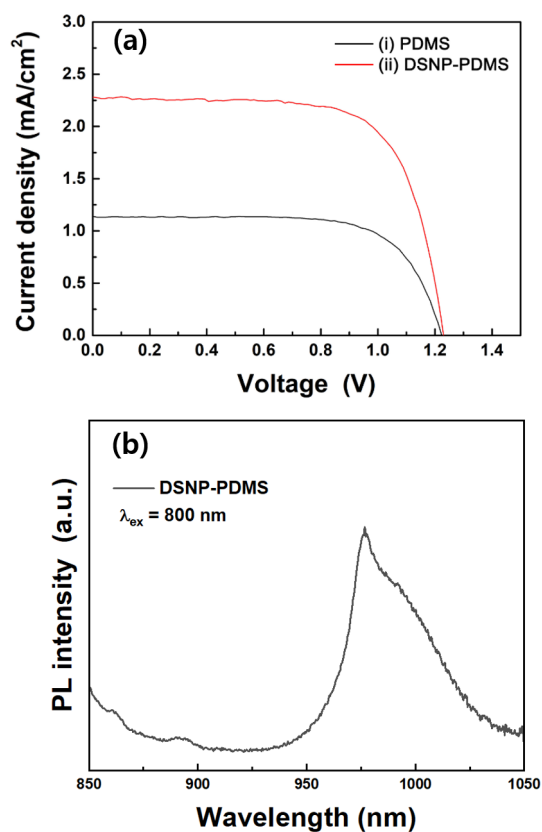 (a)
(i) PDMS
(ii) DSNP-PDMS
Current density (mA/cm²)
3.0
2.5
2.0
1.5
1.0
0.5
0.0
0.0 0.2 0.4 0.6 0.8 1.0 1.2 1.4
Voltage (V)
(b)
DSNP-PDMS
λex = 800 nm
PL intensity (a.u.)
850 900 950 1000 1050
Wavelength (nm)